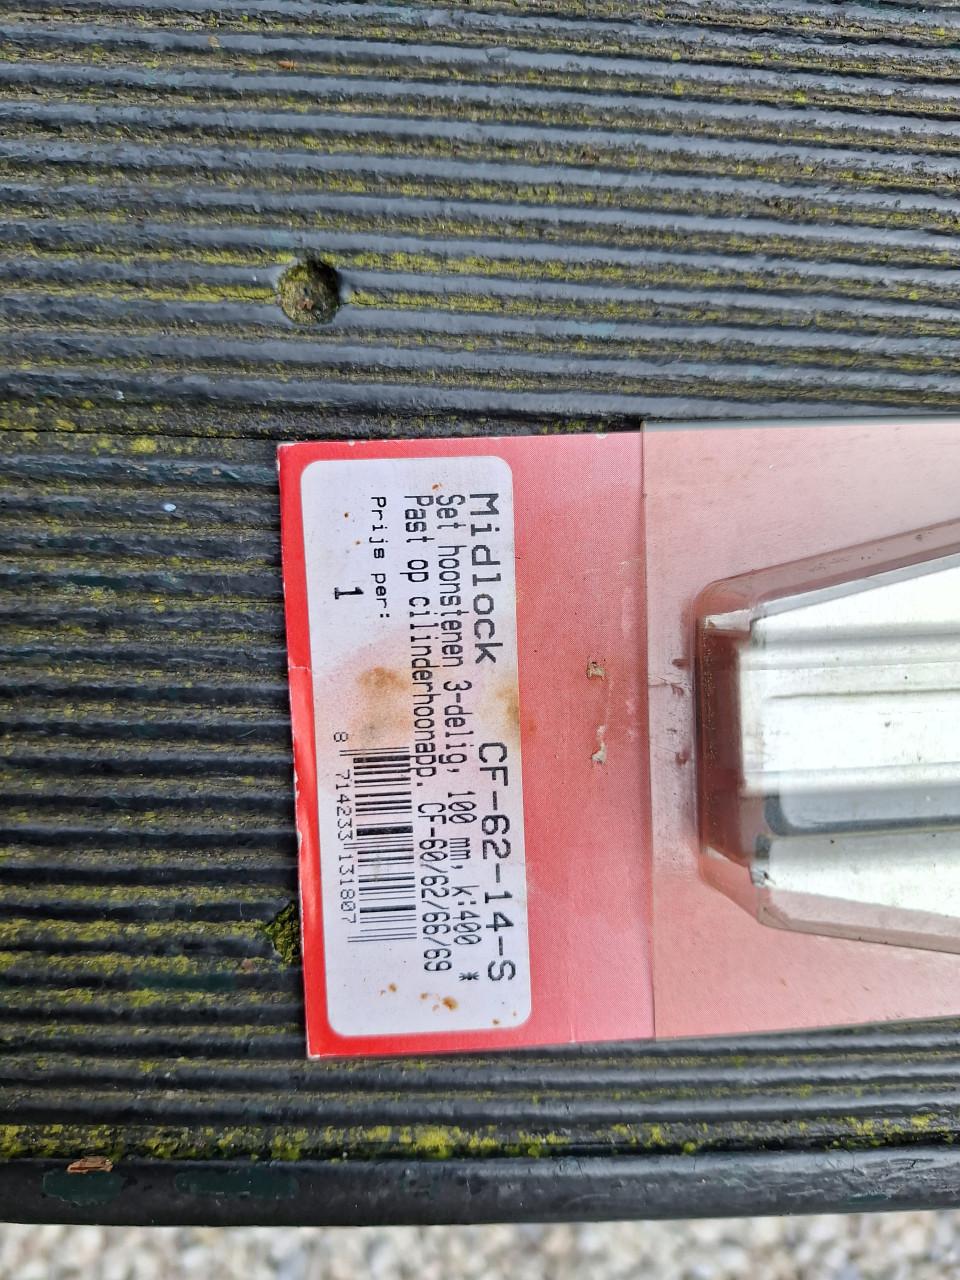 Midlock CF-62-14-S
Set hoonstenen 3-delig, 100 mm, K:400 *
Past op cilinderhoonapp. CF-60/62/66/69
Prijs per:
1
8 714233 131807